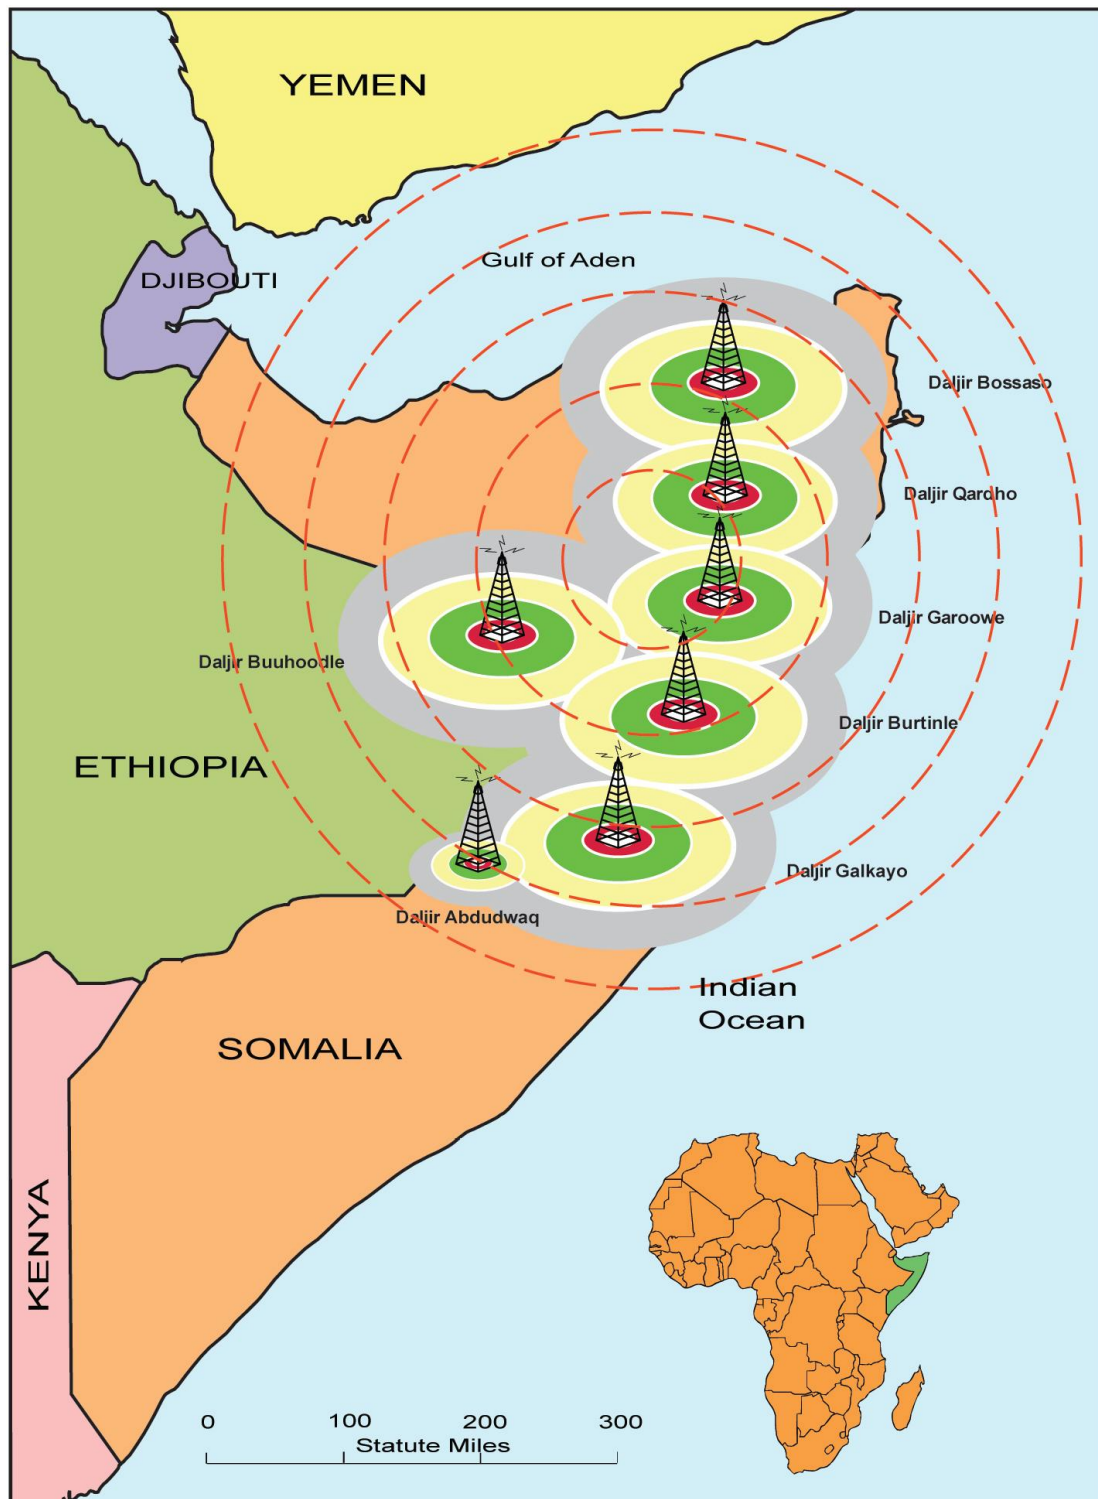 YEMEN
Gulf of Aden
DJIBOUTI
Daljir Bossaso
Daljir Qardho
Daljir Garoowe
Daljir Buuhoodle
Daljir Burtinle
ETHIOPIA
Daljir Galkayo
Daljir Abdudwaq
Indian
Ocean
SOMALIA
KENYA
0 100 200 300
Statute Miles